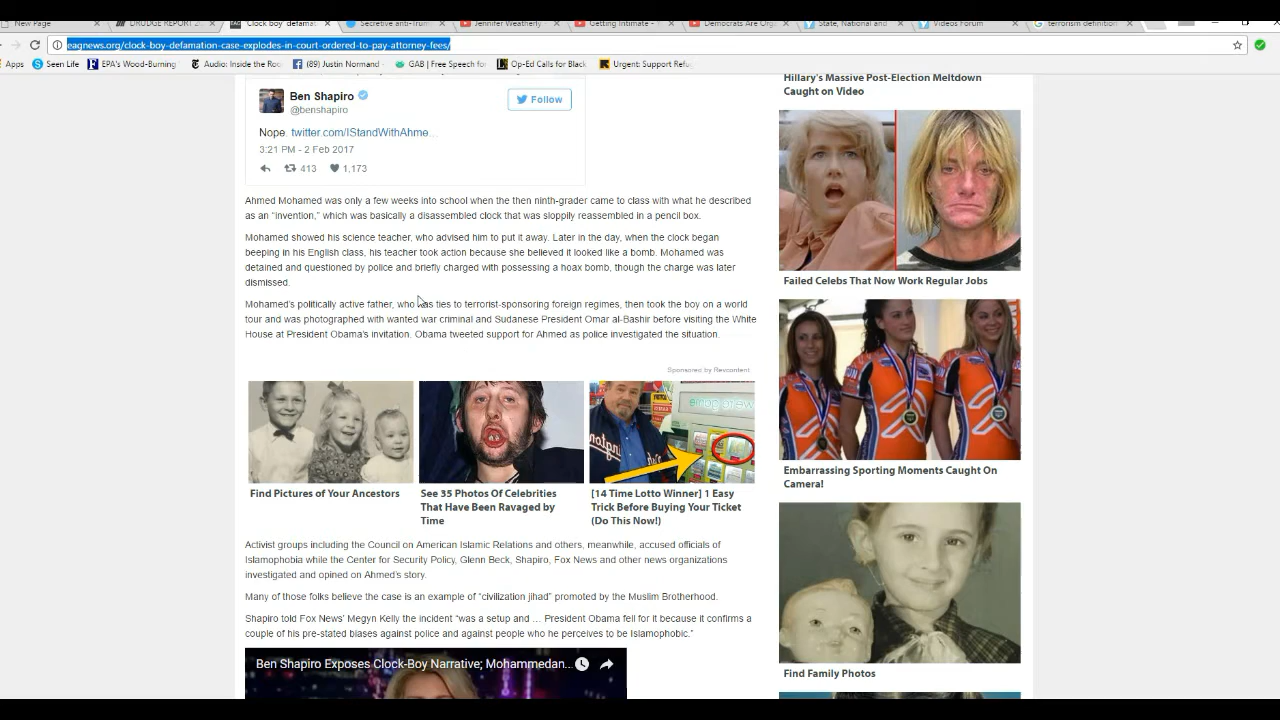 New Page
DRUDGE REPORT 2
'Clock boy' defamat
Secretive anti-Trum
Jennifer Weatherly
Getting Intimate -
Democrats Are Org
State, National and
Videos Forum
terrorism definition
eagnews.org/clock-boy-defamation-case-explodes-in-court-ordered-to-pay-attorney-fees/
Apps
Seen Life
EPA's Wood-Burning
Audio: Inside the Roo
(89) Justin Normand
GAB | Free Speech fo
Op-Ed Calls for Black
Urgent: Support Refu
Ben Shapiro
@benshapiro
Follow
Nope. twitter.com/IStandWithAhme…
3:21 PM - 2 Feb 2017
413 1,173
Ahmed Mohamed was only a few weeks into school when the then ninth-grader came to class with what he described
as an “invention,” which was basically a disassembled clock that was sloppily reassembled in a pencil box.
Mohamed showed his science teacher, who advised him to put it away. Later in the day, when the clock began
beeping in his English class, his teacher took action because she believed it looked like a bomb. Mohamed was
detained and questioned by police and briefly charged with possessing a hoax bomb, though the charge was later
dismissed.
Mohamed's politically active father, who has ties to terrorist-sponsoring foreign regimes, then took the boy on a world
tour and was photographed with wanted war criminal and Sudanese President Omar al-Bashir before visiting the White
House at President Obama's invitation. Obama tweeted support for Ahmed as police investigated the situation.
Sponsored by Revcontent
Find Pictures of Your Ancestors
See 35 Photos Of Celebrities
That Have Been Ravaged by
Time
[14 Time Lotto Winner] 1 Easy
Trick Before Buying Your Ticket
(Do This Now!)
Activist groups including the Council on American Islamic Relations and others, meanwhile, accused officials of
Islamophobia while the Center for Security Policy, Glenn Beck, Shapiro, Fox News and other news organizations
investigated and opined on Ahmed's story.
Many of those folks believe the case is an example of “civilization jihad” promoted by the Muslim Brotherhood.
Shapiro told Fox News' Megyn Kelly the incident “was a setup and … President Obama fell for it because it confirms a
couple of his pre-stated biases against police and against people who he perceives to be Islamophobic.”
Ben Shapiro Exposes Clock-Boy Narrative; Mohammedan...
Hillary's Massive Post-Election Meltdown
Caught on Video
Failed Celebs That Now Work Regular Jobs
Embarrassing Sporting Moments Caught On
Camera!
Find Family Photos